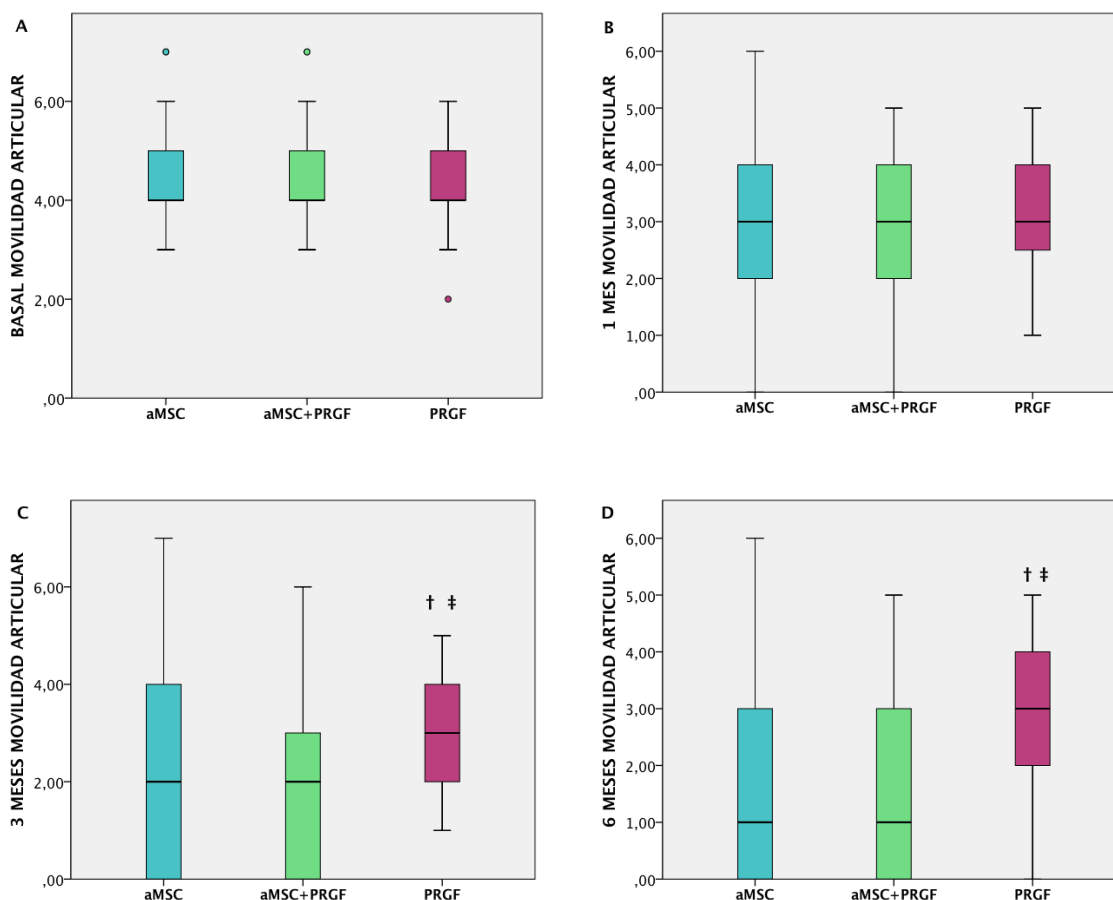 A
BASAL MOVILIDAD ARTICULAR
6,00
4,00
2,00
,00
aMSC aMSC+PRGF PRGF
B
1 MES MOVILIDAD ARTICULAR
6,00
5,00
4,00
3,00
2,00
1,00
,00
aMSC aMSC+PRGF PRGF
C
3 MESES MOVILIDAD ARTICULAR
† ‡
6,00
4,00
2,00
,00
aMSC aMSC+PRGF PRGF
D
6 MESES MOVILIDAD ARTICULAR
† ‡
6,00
5,00
4,00
3,00
2,00
1,00
,00
aMSC aMSC+PRGF PRGF